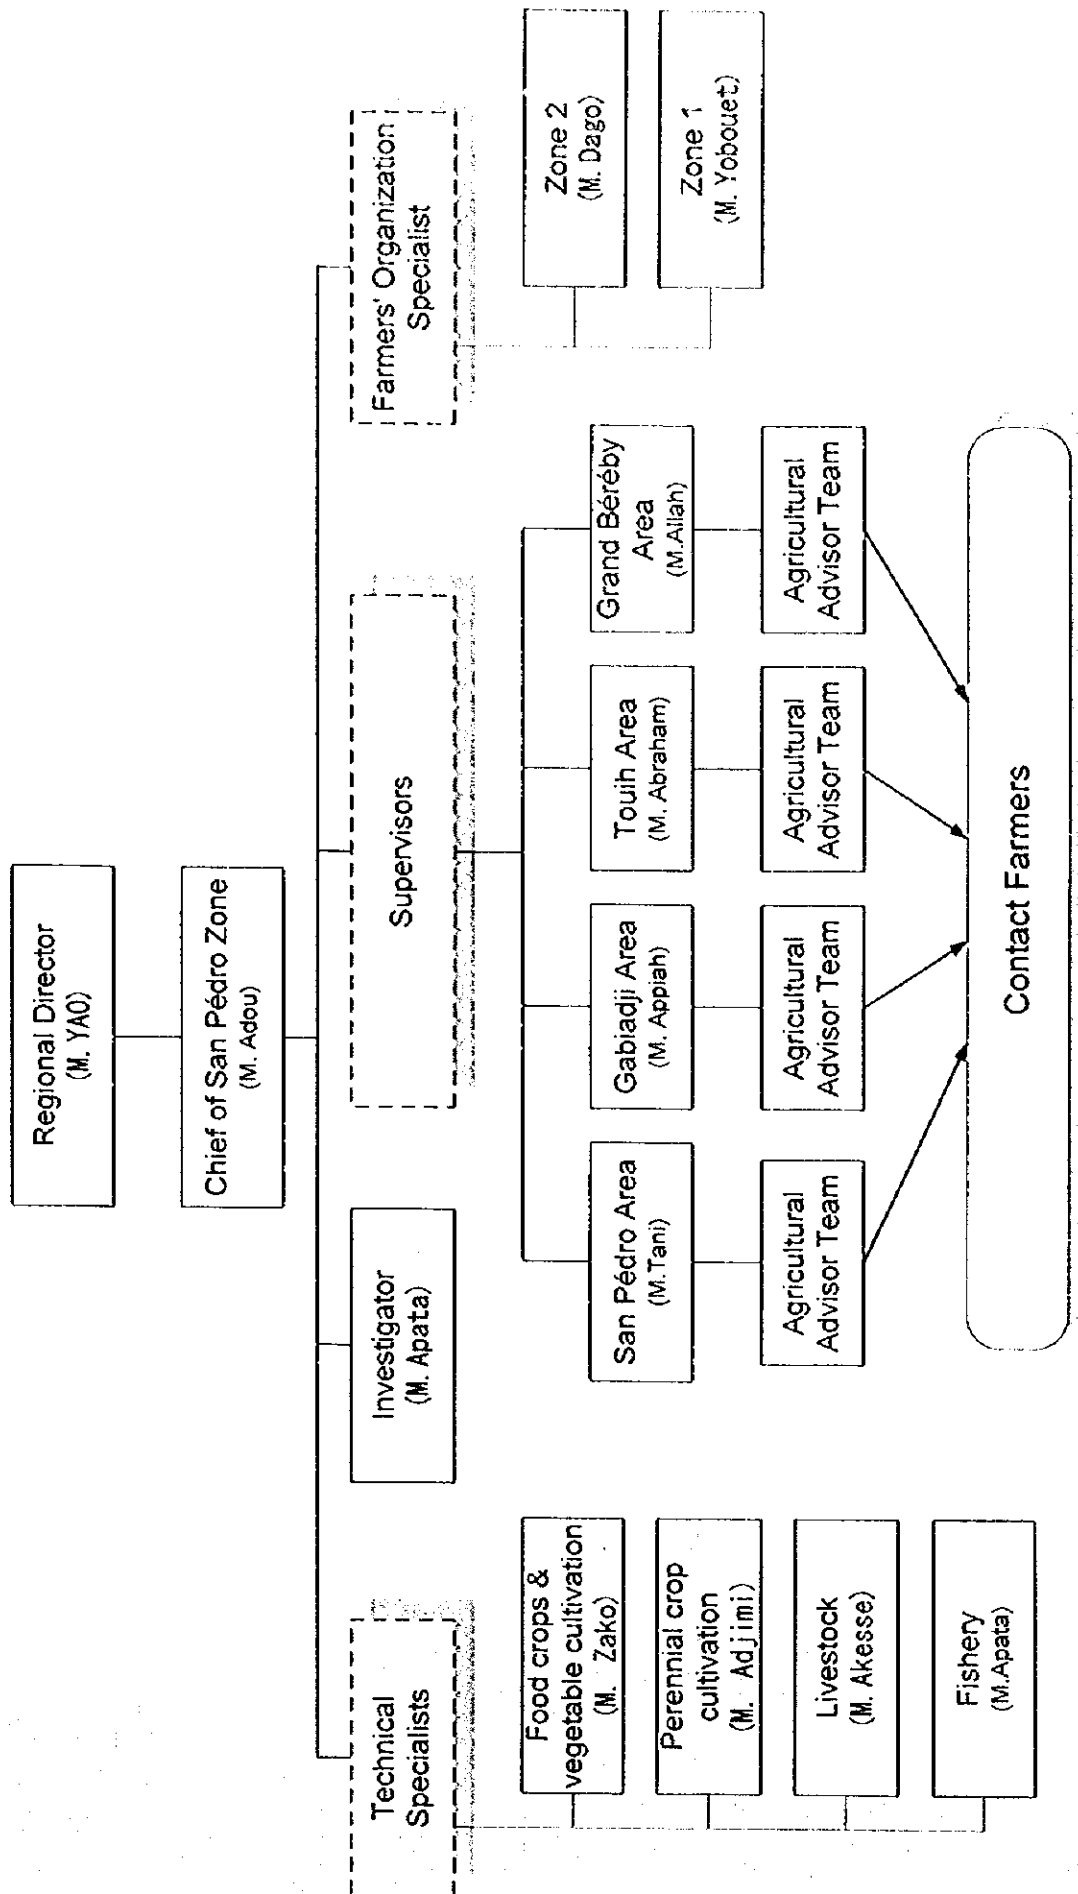 Regional Director
(M. YAO)
Chief of San Pédro Zone
(M. Adou)
Technical
Specialists
Investigator
(M. Apata)
Supervisors
Farmers' Organization
Specialist
Food crops &
vegetable cultivation
(M. Zako)
Perennial crop
cultivation
(M. Adjimi)
Livestock
(M. Akesse)
Fishery
(M.Apata)
San Pédro Area
(M.Tani)
Gabiadji Area
(M. Appiah)
Touih Area
(M. Abraham)
Grand Béréby
Area
(M.Allah)
Agricultural
Advisor Team
Agricultural
Advisor Team
Agricultural
Advisor Team
Agricultural
Advisor Team
Zone 2
(M. Dago)
Zone 1
(M. Yobouet)
Contact Farmers